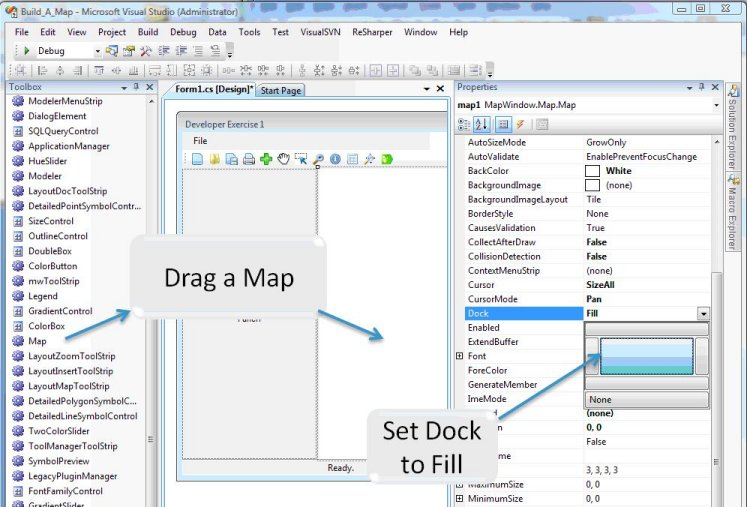 Build_A_Map - Microsoft Visual Studio (Administrator)
File Edit View Project Build Debug Data Tools Test VisualSVN ReSharper Window Help
Debug
Toolbox
ModelerMenuStrip
DialogElement
SQLQueryControl
ApplicationManager
HueSlider
Modeler
LayoutDocToolStrip
DetailedPointSymbolContr...
SizeControl
OutlineControl
DoubleBox
ColorButton
mwToolStrip
Legend
GradientControl
ColorBox
Map
LayoutZoomToolStrip
LayoutInsertToolStrip
LayoutMapToolStrip
DetailedPolygonSymbolC...
DetailedLineSymbolControl
TwoColorSlider
ToolManagerToolStrip
SymbolPreview
LegacyPluginManager
FontFamilyControl
GradientSlider
Form1.cs [Design]* Start Page
Developer Exercise 1
File
Drag a Map
Set Dock
to Fill
Ready.
Properties
map1 MapWindow.Map.Map
AutoSizeMode GrowOnly
AutoValidate EnablePreventFocusChange
BackColor White
BackgroundImage (none)
BackgroundImageLayout Tile
BorderStyle None
CausesValidation True
CollectAfterDraw False
CollisionDetection False
ContextMenuStrip (none)
Cursor SizeAll
CursorMode Pan
Dock Fill
Enabled
ExtendBuffer
Font
ForeColor
GenerateMember
ImeMode None
(none)
0, 0
False
3, 3, 3, 3
MaximumSize 0, 0
MinimumSize 0, 0
Solution Explorer
Macro Explorer